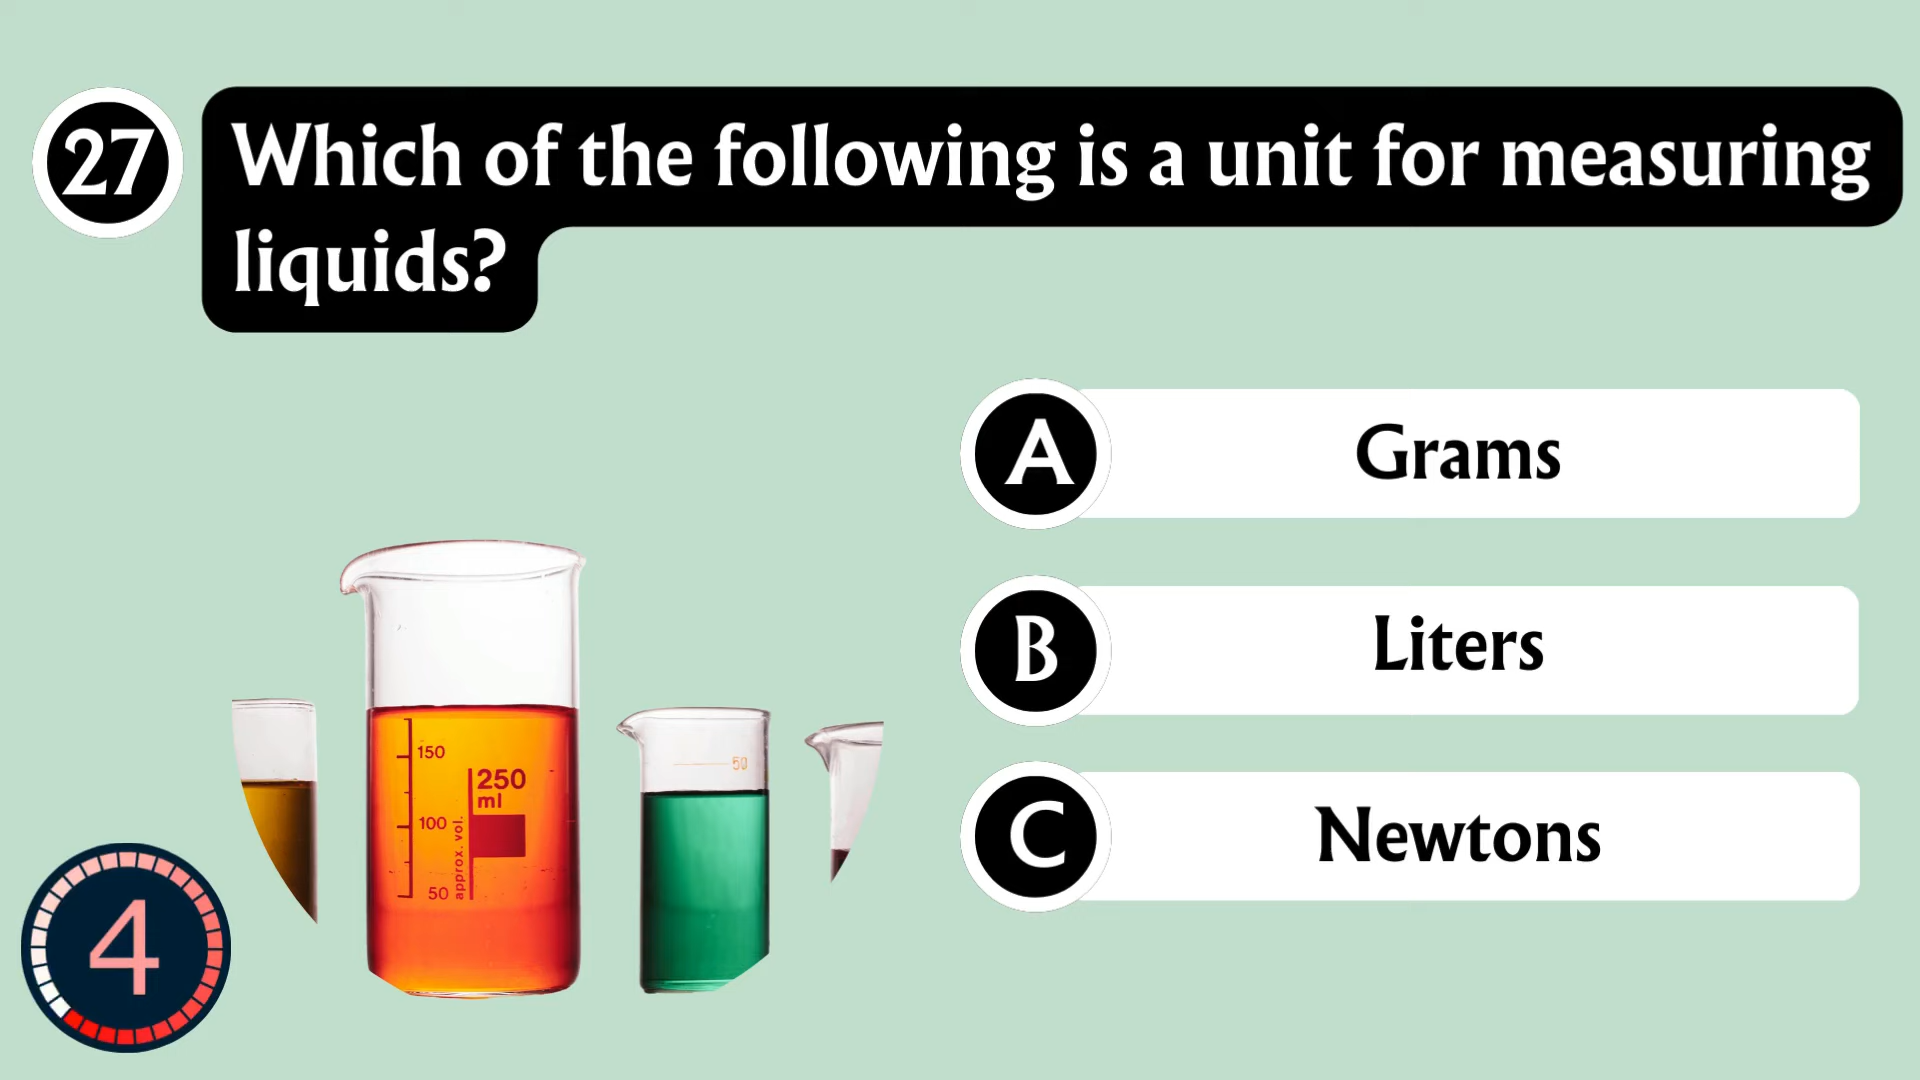 27
Which of the following is a unit for measuring
liquids?
A
Grams
B
Liters
C
Newtons
150
250
ml
100
approx. vol.
50
50
4